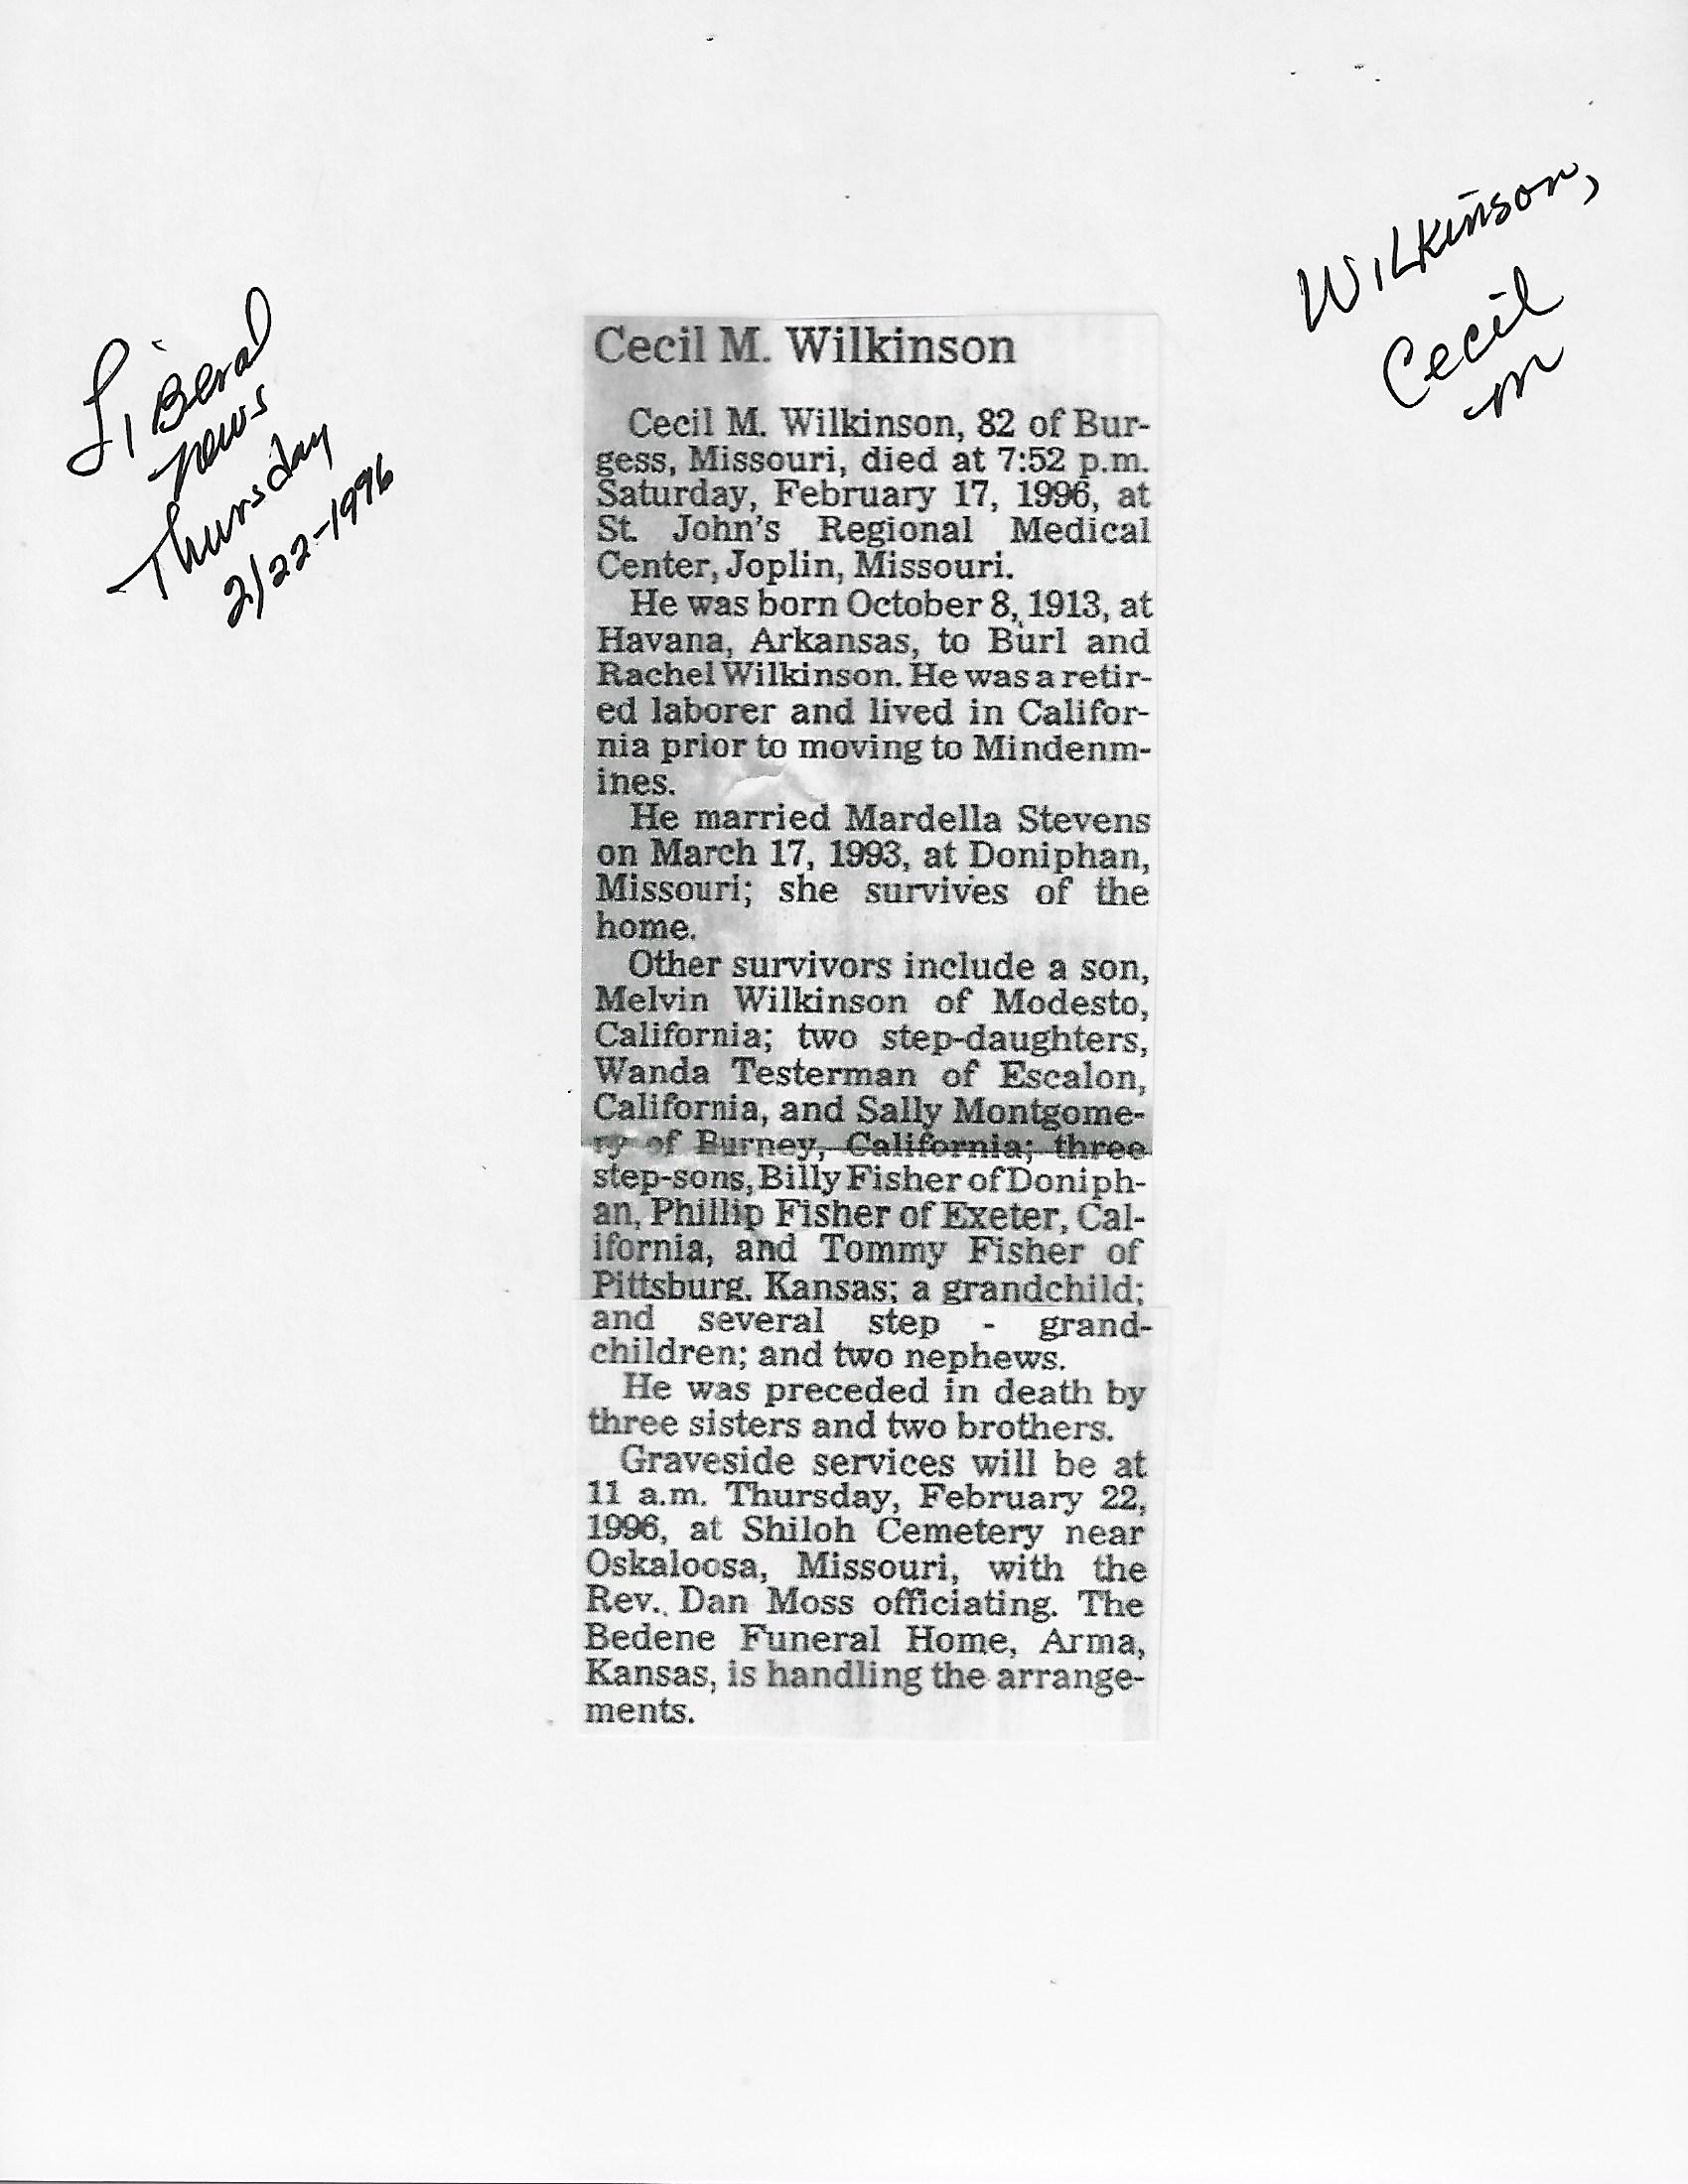 Wilkinson,
Cecil
M
Liberal
News
Thursday
2/22-1996
Cecil M. Wilkinson
Cecil M. Wilkinson, 82 of Bur-
gess, Missouri, died at 7:52 p.m.
Saturday, February 17, 1996, at
St. John's Regional Medical
Center, Joplin, Missouri.
He was born October 8, 1913, at
Havana, Arkansas, to Burl and
Rachel Wilkinson. He was a retir-
ed laborer and lived in Califor-
nia prior to moving to Mindenm-
ines.
He married Mardella Stevens
on March 17, 1993, at Doniphan,
Missouri; she survives of the
home.
Other survivors include a son,
Melvin Wilkinson of Modesto,
California; two step-daughters,
Wanda Testerman of Escalon,
California, and Sally Montgome-
ry of Burney, California; three
step-sons, Billy Fisher of Doniph-
an, Phillip Fisher of Exeter, Cal-
ifornia, and Tommy Fisher of
Pittsburg, Kansas; a grandchild;
and several step - grand-
children; and two nephews.
He was preceded in death by
three sisters and two brothers.
Graveside services will be at
11 a.m. Thursday, February 22,
1996, at Shiloh Cemetery near
Oskaloosa, Missouri, with the
Rev. Dan Moss officiating. The
Bedene Funeral Home, Arma,
Kansas, is handling the arrange-
ments.